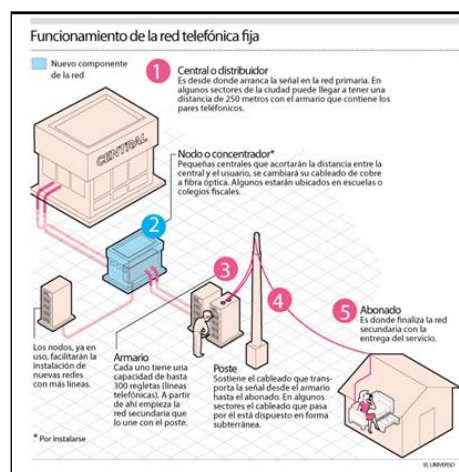 Funcionamiento de la red telefónica fija
Nuevo componente
de la red
1
Central o distribuidor
Es desde donde arranca la señal en la red primaria. En
algunos sectores de la ciudad puede llegar a tener una
distancia de 250 metros con el armario que contiene los
pares teléfonicos.
CENTRAL
Nodo o concentrador*
Pequeñas centrales que acortarán la distancia entre la
central y el usuario, se cambiará su cableado de cobre
a fibra óptica. Algunos estarán ubicados en escuelas o
colegios fiscales.
2
3
4
5
Abonado
Es donde finaliza la red
secundaria con la
entrega del servicio.
Los nodos, ya en
uso, facilitarán la
instalación de
nuevas redes
con más líneas.
Armario
Cada uno tiene una
capacidad de hasta
300 regletas (líneas
telefónicas). A partir
de ahí empieza la
red secundaria que
lo une con el poste.
Poste
Sostiene el cableado que trans-
porta la señal desde el armario
hasta el abonado. En algunos
sectores el cableado que pasa
por él está dispuesto en forma
subterránea.
* Por instalarse
EL UNIVERSO